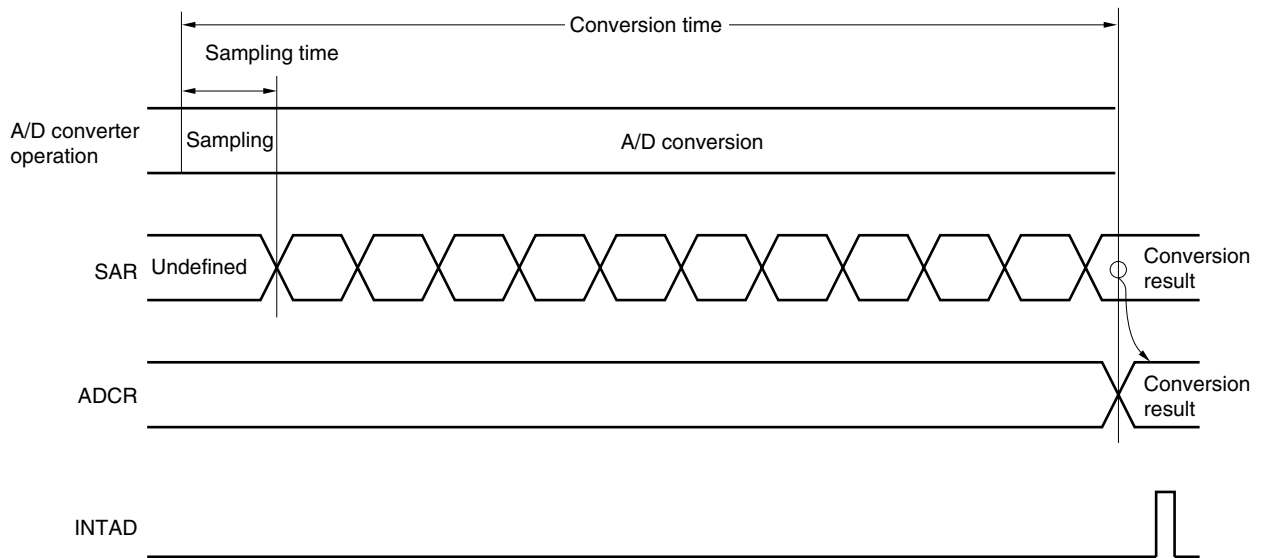 Conversion time
Sampling time
A/D converter
operation
Sampling
A/D conversion
SAR
Undefined
Conversion
result
ADCR
Conversion
result
INTAD